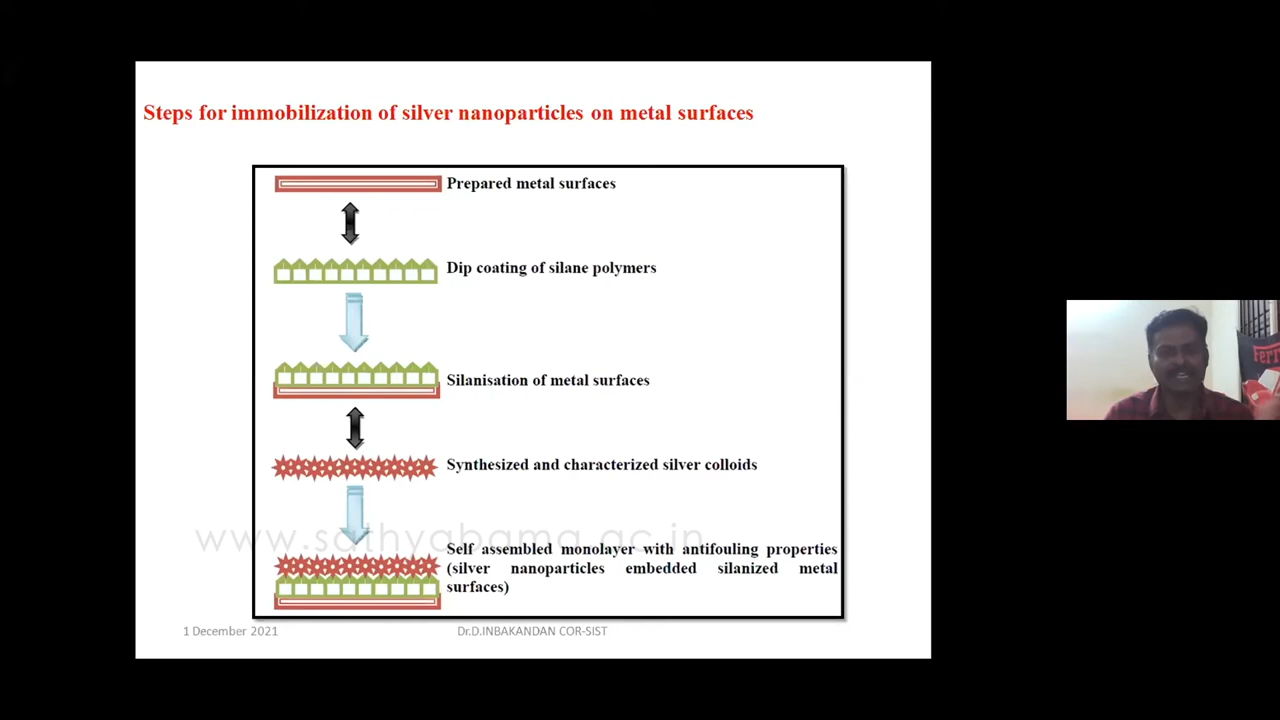 Steps for immobilization of silver nanoparticles on metal surfaces
Prepared metal surfaces
Dip coating of silane polymers
Silanisation of metal surfaces
Ferr
Synthesized and characterized silver colloids
www.sathyabama.ac.in
Self assembled monolayer with antifouling properties
(silver nanoparticles embedded silanized metal
surfaces)
1 December 2021
Dr.D.INBAKANDAN COR-SIST